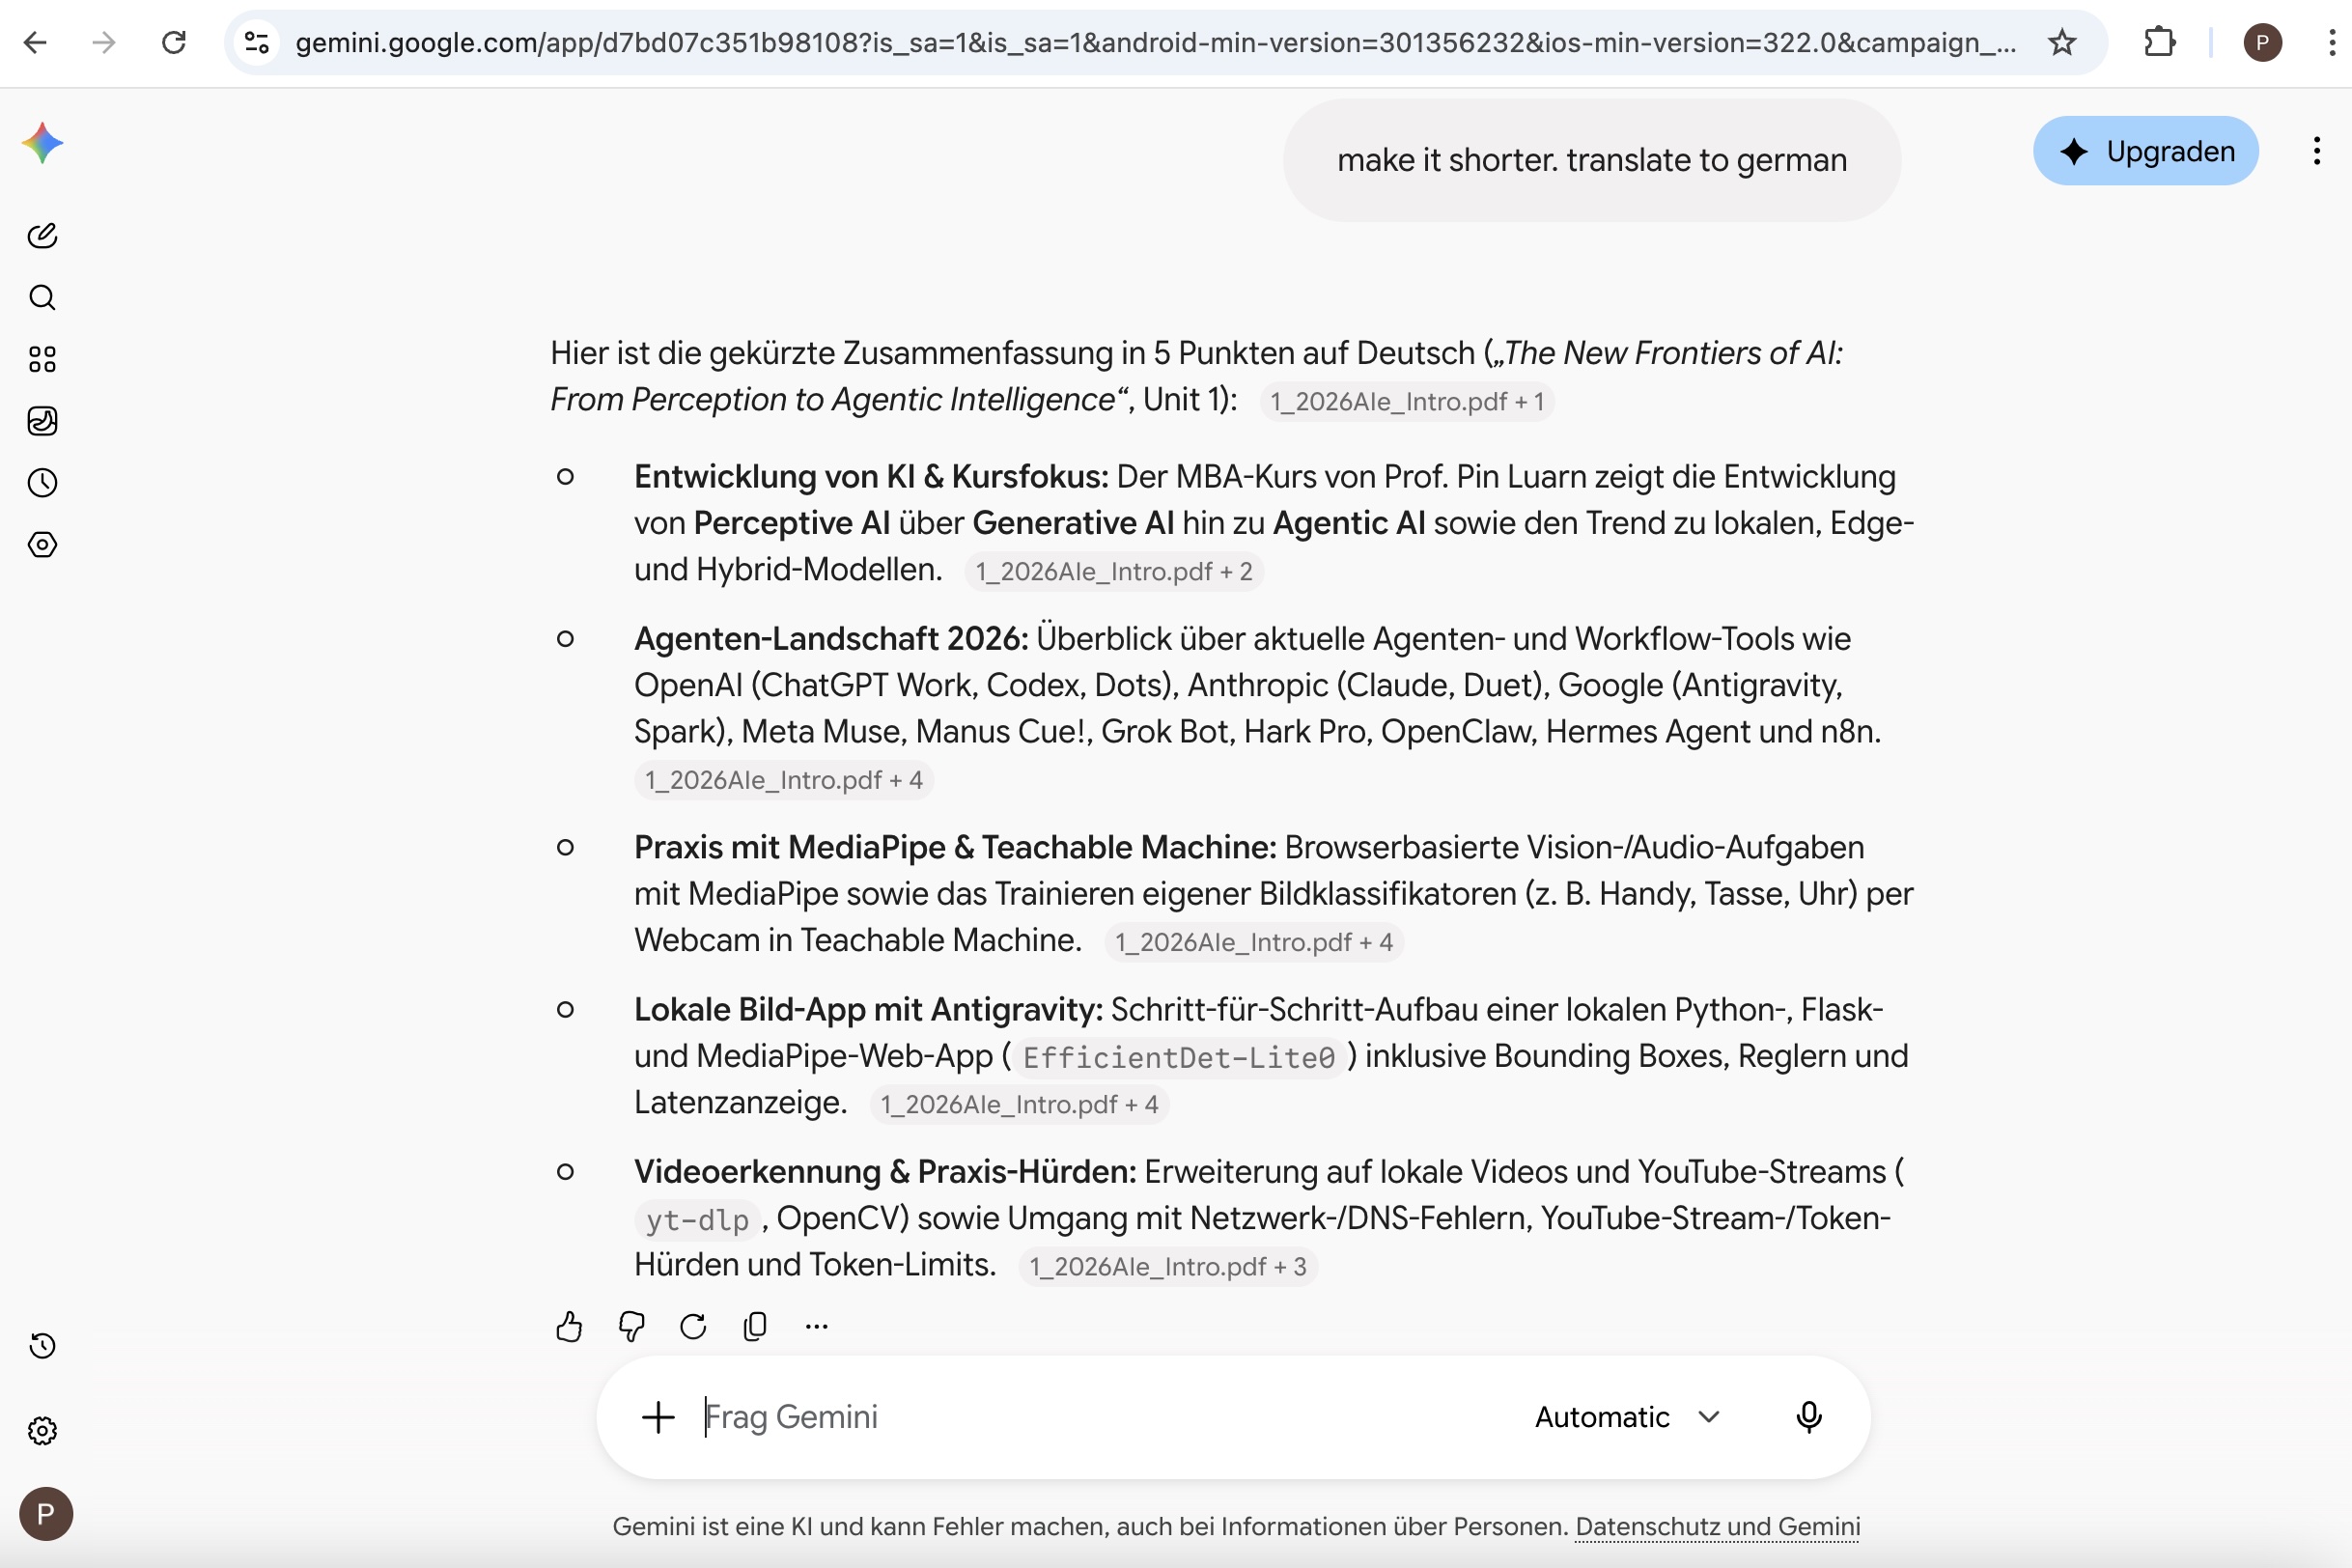 gemini.google.com/app/d7bd07c351b98108?is_sa=1&is_sa=1&android-min-version=301356232&ios-min-version=322.0&campaign_...
P
make it shorter. translate to german
Upgraden
Hier ist die gekürzte Zusammenfassung in 5 Punkten auf Deutsch („The New Frontiers of AI:
From Perception to Agentic Intelligence“, Unit 1): 1_2026AIe_Intro.pdf + 1
Entwicklung von KI & Kursfokus: Der MBA-Kurs von Prof. Pin Luarn zeigt die Entwicklung
von Perceptive AI über Generative AI hin zu Agentic AI sowie den Trend zu lokalen, Edge-
und Hybrid-Modellen. 1_2026AIe_Intro.pdf + 2
Agenten-Landschaft 2026: Überblick über aktuelle Agenten- und Workflow-Tools wie
OpenAI (ChatGPT Work, Codex, Dots), Anthropic (Claude, Duet), Google (Antigravity,
Spark), Meta Muse, Manus Cue!, Grok Bot, Hark Pro, OpenClaw, Hermes Agent und n8n.
1_2026AIe_Intro.pdf + 4
Praxis mit MediaPipe & Teachable Machine: Browserbasierte Vision-/Audio-Aufgaben
mit MediaPipe sowie das Trainieren eigener Bildklassifikatoren (z. B. Handy, Tasse, Uhr) per
Webcam in Teachable Machine. 1_2026AIe_Intro.pdf + 4
Lokale Bild-App mit Antigravity: Schritt-für-Schritt-Aufbau einer lokalen Python-, Flask-
und MediaPipe-Web-App ( EfficientDet-Lite0 ) inklusive Bounding Boxes, Reglern und
Latenzanzeige. 1_2026AIe_Intro.pdf + 4
Videoerkennung & Praxis-Hürden: Erweiterung auf lokale Videos und YouTube-Streams (
yt-dlp , OpenCV) sowie Umgang mit Netzwerk-/DNS-Fehlern, YouTube-Stream-/Token-
Hürden und Token-Limits. 1_2026AIe_Intro.pdf + 3
Frag Gemini
Automatic
P
Gemini ist eine KI und kann Fehler machen, auch bei Informationen über Personen. Datenschutz und Gemini